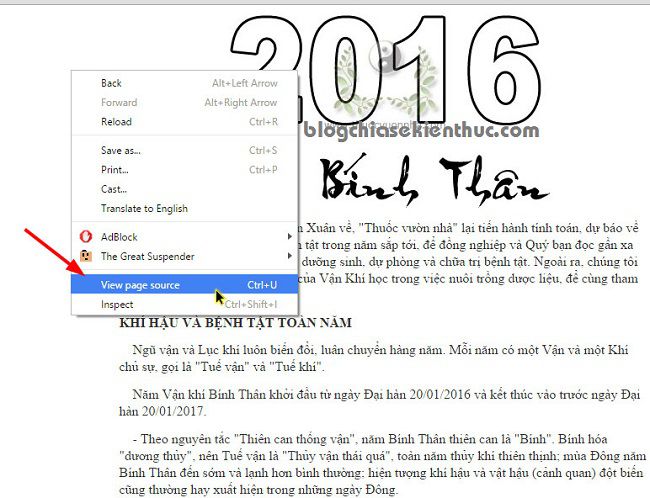 2016
blogchiasekienthuc.com
Bính Thân
Back Alt+Left Arrow
Forward Alt+Right Arrow
Reload Ctrl+R
Save as... Ctrl+S
Print... Ctrl+P
Cast...
Translate to English
AdBlock
The Great Suspender
View page source Ctrl+U
Inspect Ctrl+Shift+I
Xuân về, "Thuốc vườn nhà" lại tiến hành tính toán, dự báo về
tật trong năm sắp tới, để đồng nghiệp và Quý bạn đọc gần xa
dưỡng sinh, dự phòng và chữa trị bệnh tật. Ngoài ra, chúng tôi
của Vận Khí học trong việc nuôi trồng dược liệu, để cùng tham
KHÍ HẬU VÀ BỆNH TẬT TOÀN NĂM
Ngũ vận và Lục khí luôn biến đổi, luân chuyển hàng năm. Mỗi năm có một Vận và một Khí
chủ sự, gọi là "Tuế vận" và "Tuế khí".
Năm Vận khí Bính Thân khởi đầu từ ngày Đại hàn 20/01/2016 và kết thúc vào trước ngày Đại
hàn 20/01/2017.
- Theo nguyên tắc "Thiên can thống vận", năm Bính Thân thiên can là "Bính". Bính hóa
"dương thủy", nên Tuế vận là "Thủy vận thái quá", toàn năm thủy khí thiên thịnh; mùa Đông năm
Bính Thân đến sớm và lạnh hơn bình thường; hiện tượng khí hậu và vật hậu (cảnh quan) đột biến
cũng thường hay xuất hiện trong những ngày Đông.